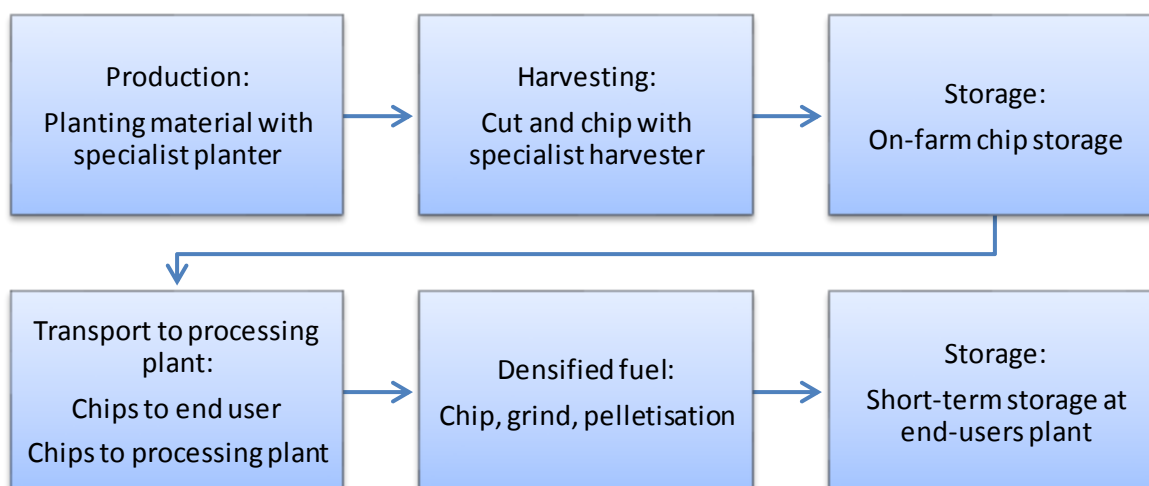 Production:
Planting material with
specialist planter
Harvesting:
Cut and chip with
specialist harvester
Storage:
On-farm chip storage
Transport to processing
plant:
Chips to end user
Chips to processing plant
Densified fuel:
Chip, grind, pelletisation
Storage:
Short-term storage at
end-users plant